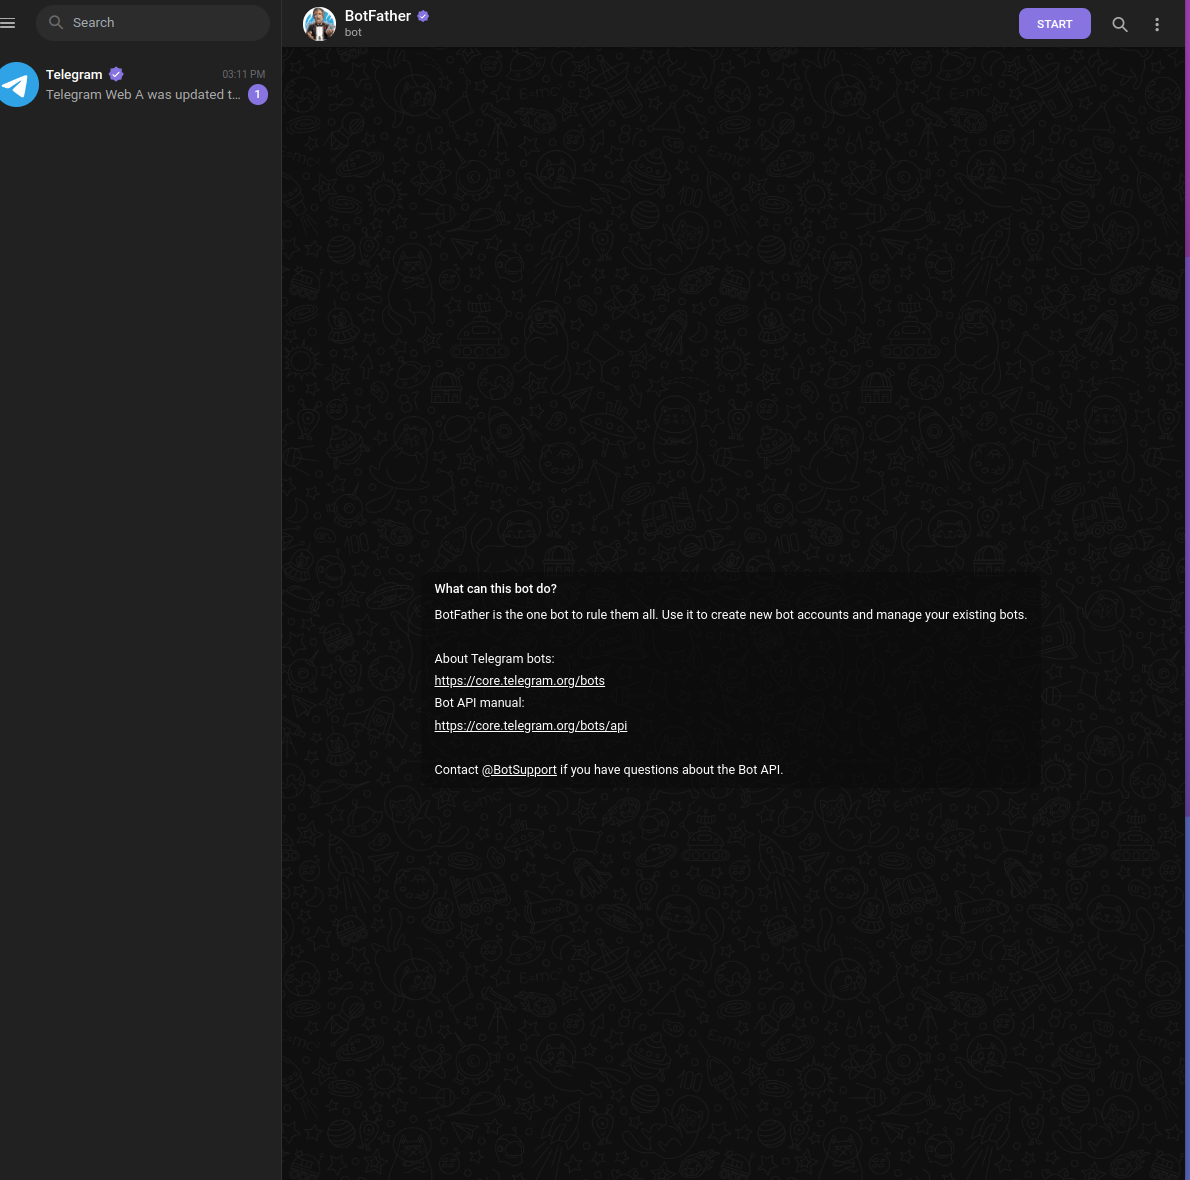 Search
Telegram
03:11 PM
Telegram Web A was updated t...
1
BotFather
bot
START
What can this bot do?
BotFather is the one bot to rule them all. Use it to create new bot accounts and manage your existing bots.
About Telegram bots:
https://core.telegram.org/bots
Bot API manual:
https://core.telegram.org/bots/api
Contact @BotSupport if you have questions about the Bot API.